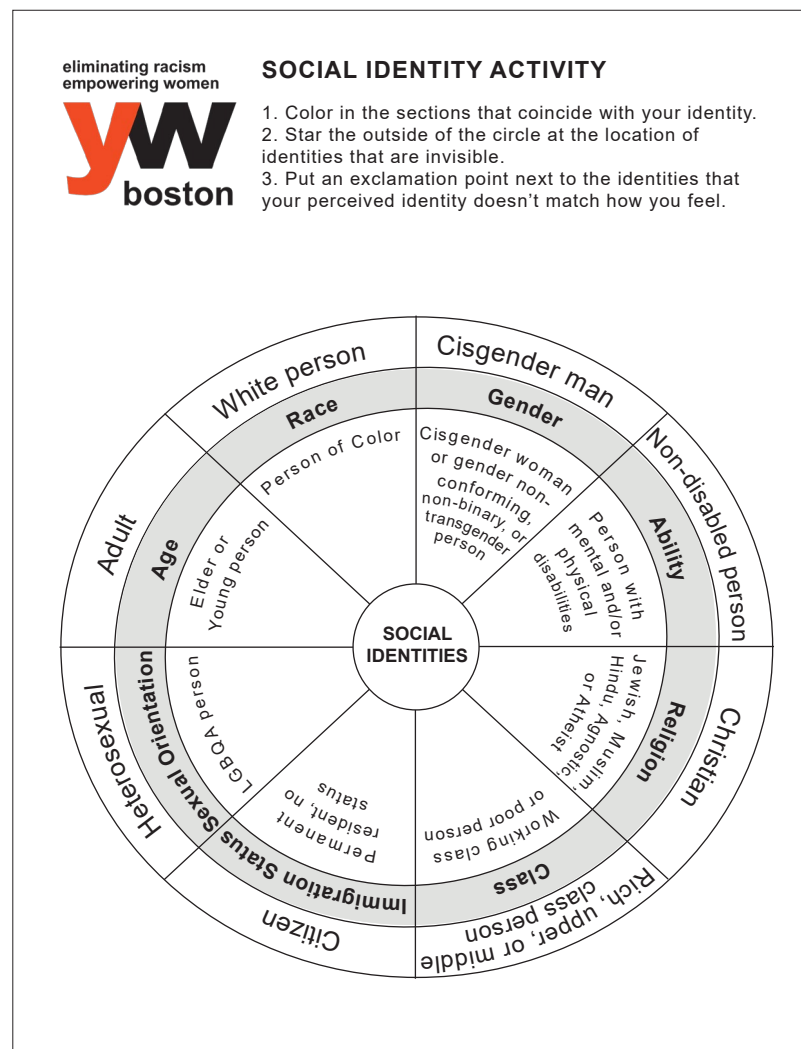 eliminating racism
empowering women
yw
boston
SOCIAL IDENTITY ACTIVITY
1. Color in the sections that coincide with your identity.
2. Star the outside of the circle at the location of
identities that are invisible.
3. Put an exclamation point next to the identities that
your perceived identity doesn’t match how you feel.
White person
Race
Person of Color
Cisgender man
Gender
Cisgender woman
or gender non-
conforming,
non-binary, or
transgender
person
Non-disabled person
Ability
Person with
mental and/or
physical
disabilities
Christian
Religion
Jewish, Muslim,
Hindu, Agnostic,
or Atheist
Rich, upper, or middle
class person
Class
Working class
or poor person
Citizen
Immigration Status
Permanent
resident, no
status
Heterosexual
Sexual Orientation
LGBQA person
Adult
Age
Elder or
Young person
SOCIAL
IDENTITIES